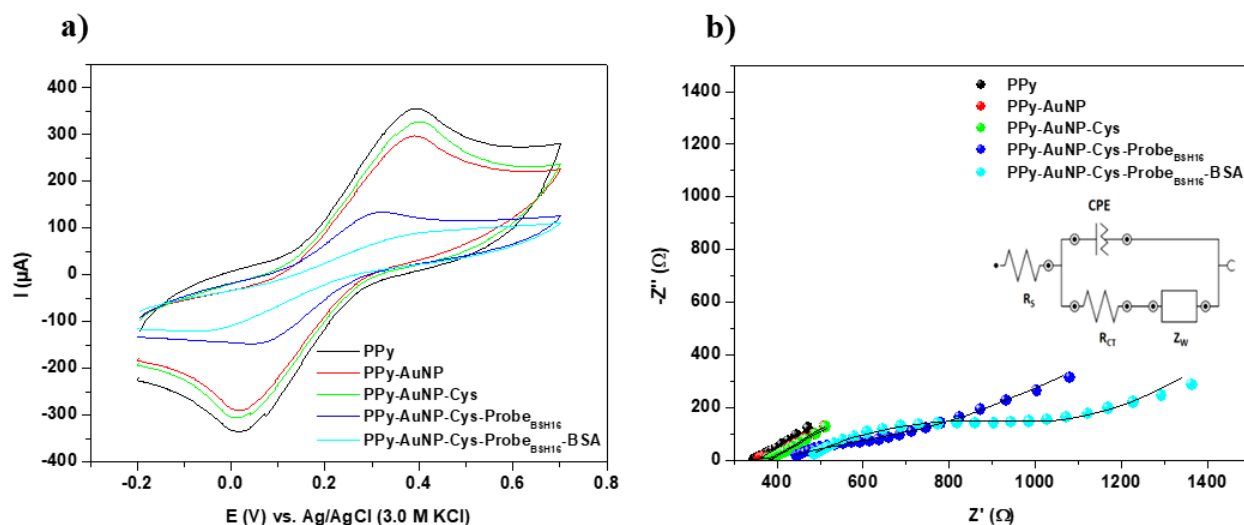 a)
400
300
200
100
0
-100
-200
-300
-400
I (µA)
-0.2
0.0
0.2
0.4
0.6
0.8
E (V) vs. Ag/AgCl (3.0 M KCl)
PPy
PPy-AuNP
PPy-AuNP-Cys
PPy-AuNP-Cys-ProbeBSH16
PPy-AuNP-Cys-ProbeBSH16-BSA
b)
1400
1200
1000
800
600
400
200
0
-Z'' (Ω)
400
600
800
1000
1200
1400
Z' (Ω)
PPy
PPy-AuNP
PPy-AuNP-Cys
PPy-AuNP-Cys-ProbeBSH16
PPy-AuNP-Cys-ProbeBSH16-BSA
CPE
RS
RCT
ZW